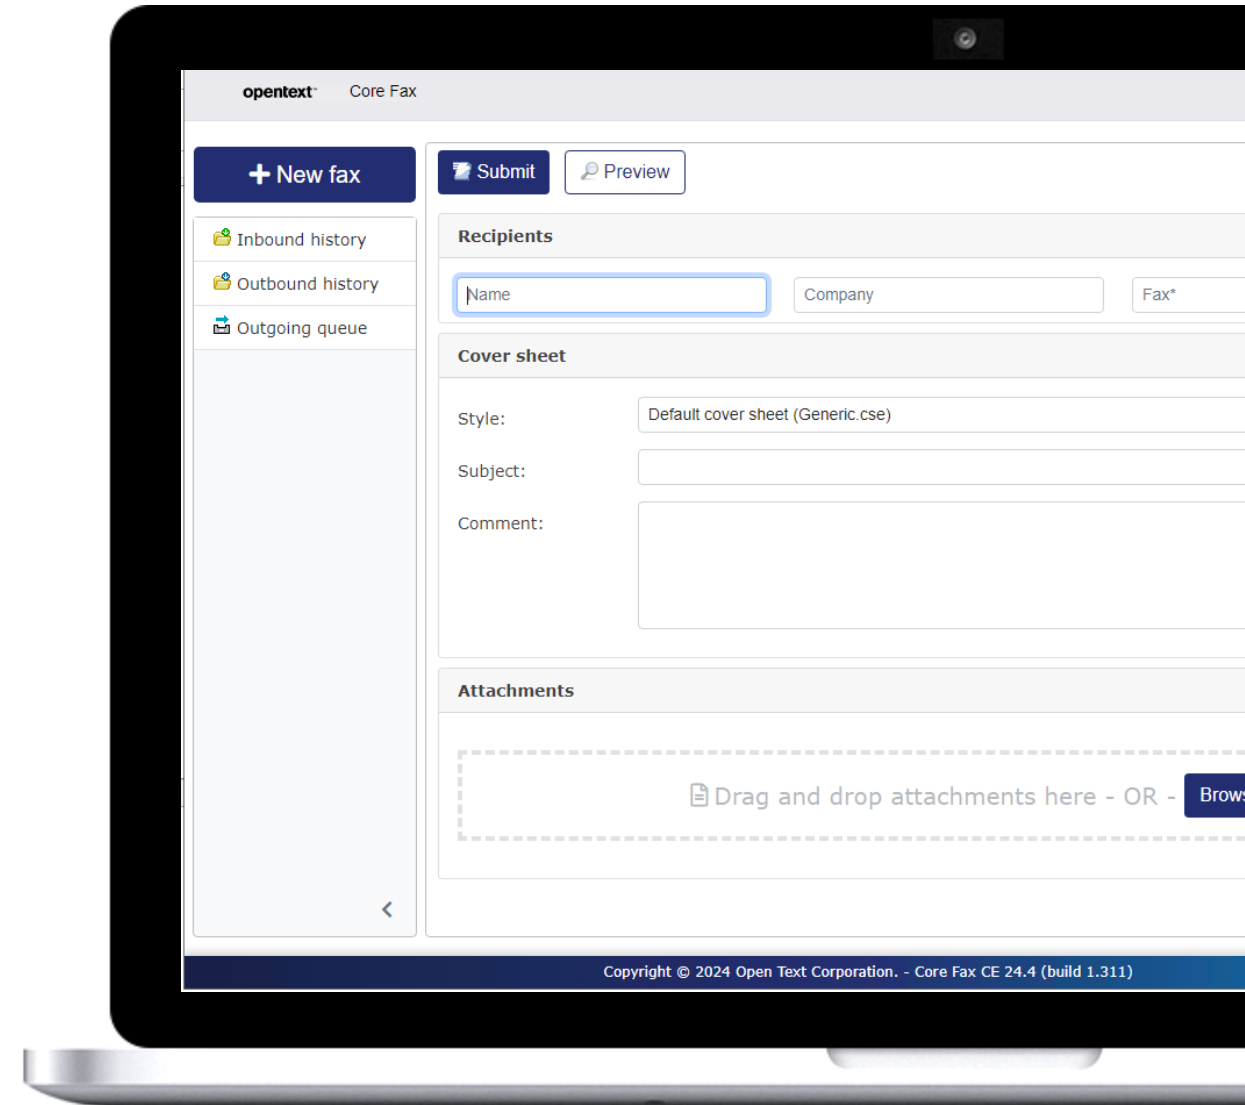 opentext™ Core Fax
New fax
Submit Preview
Inbound history
Outbound history
Outgoing queue
Recipients
Name Company Fax*
Cover sheet
Style: Default cover sheet (Generic.cse)
Subject:
Comment:
Attachments
Drag and drop attachments here - OR - Brows
Copyright © 2024 Open Text Corporation. - Core Fax CE 24.4 (build 1.311)